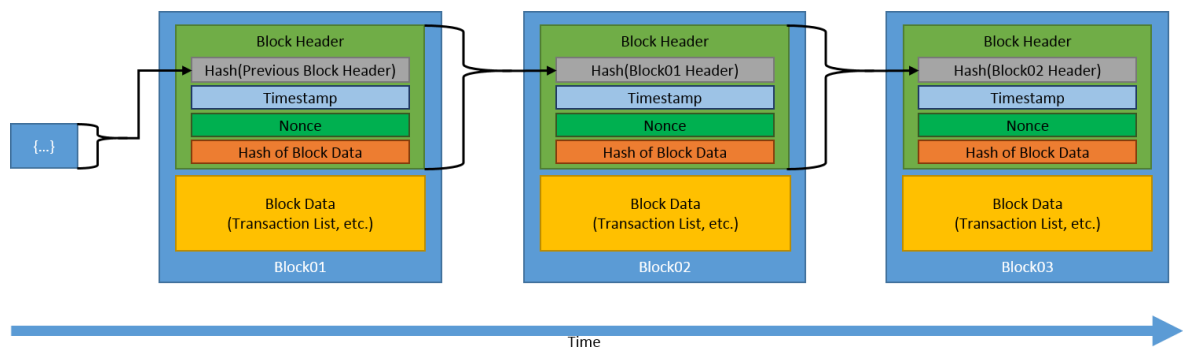 {...}
Block Header
Hash(Previous Block Header)
Timestamp
Nonce
Hash of Block Data
Block Data
(Transaction List, etc.)
Block01
Block Header
Hash(Block01 Header)
Timestamp
Nonce
Hash of Block Data
Block Data
(Transaction List, etc.)
Block02
Block Header
Hash(Block02 Header)
Timestamp
Nonce
Hash of Block Data
Block Data
(Transaction List, etc.)
Block03
Time